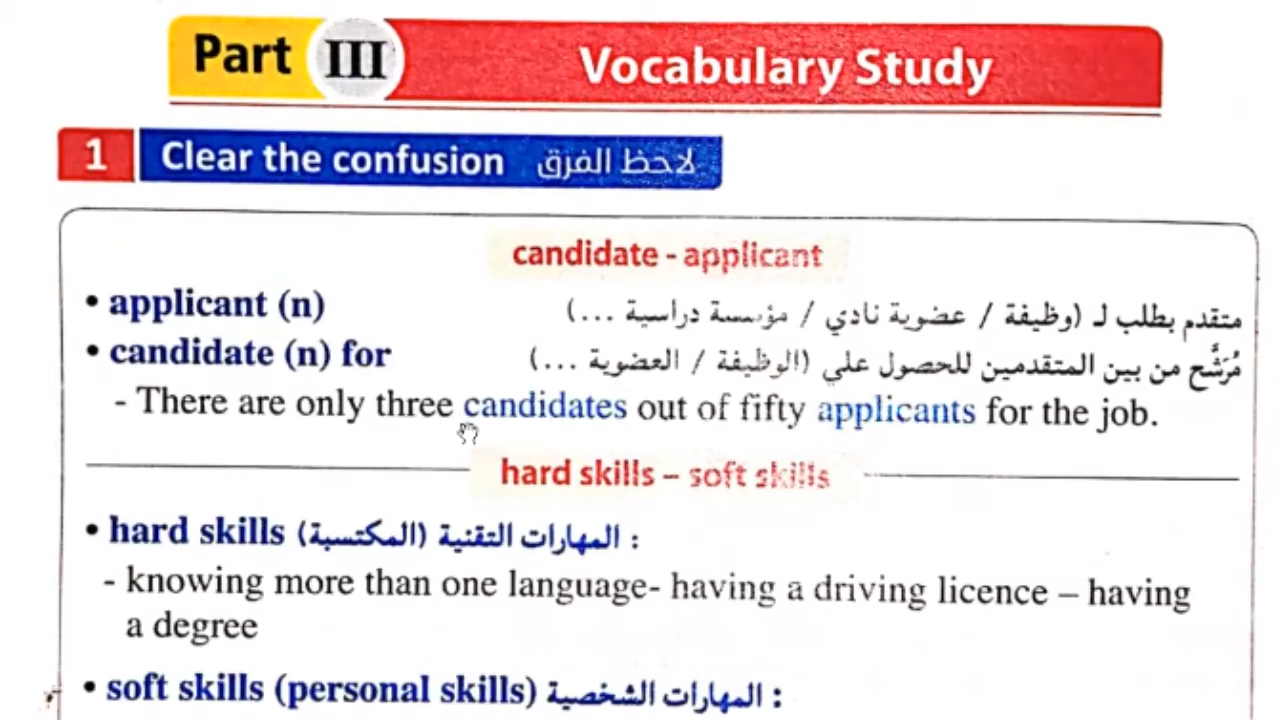 Part III Vocabulary Study
1 Clear the confusion لاحظ الفرق
candidate - applicant
• applicant (n) متقدم بطلب لـ (وظيفة / عضوية نادي / مؤسسة دراسية ...)
• candidate (n) for مُرَشَّح من بين المتقدمين للحصول علي (الوظيفة / العضوية ...)
- There are only three candidates out of fifty applicants for the job.
hard skills – soft skills
• hard skills المهارات التقنية (المكتسبة) :
- knowing more than one language- having a driving licence – having
a degree
• soft skills (personal skills) المهارات الشخصية :